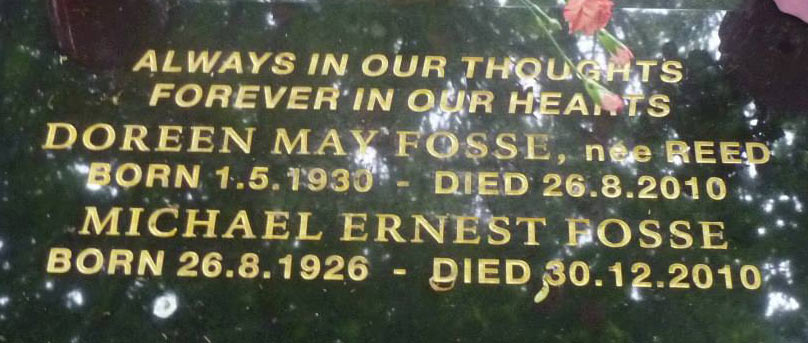 ALWAYS IN OUR THOUGHTS
FOREVER IN OUR HEARTS
DOREEN MAY FOSSE, née REED
BORN 1.5.1930 - DIED 26.8.2010
MICHAEL ERNEST FOSSE
BORN 26.8.1926 - DIED 30.12.2010